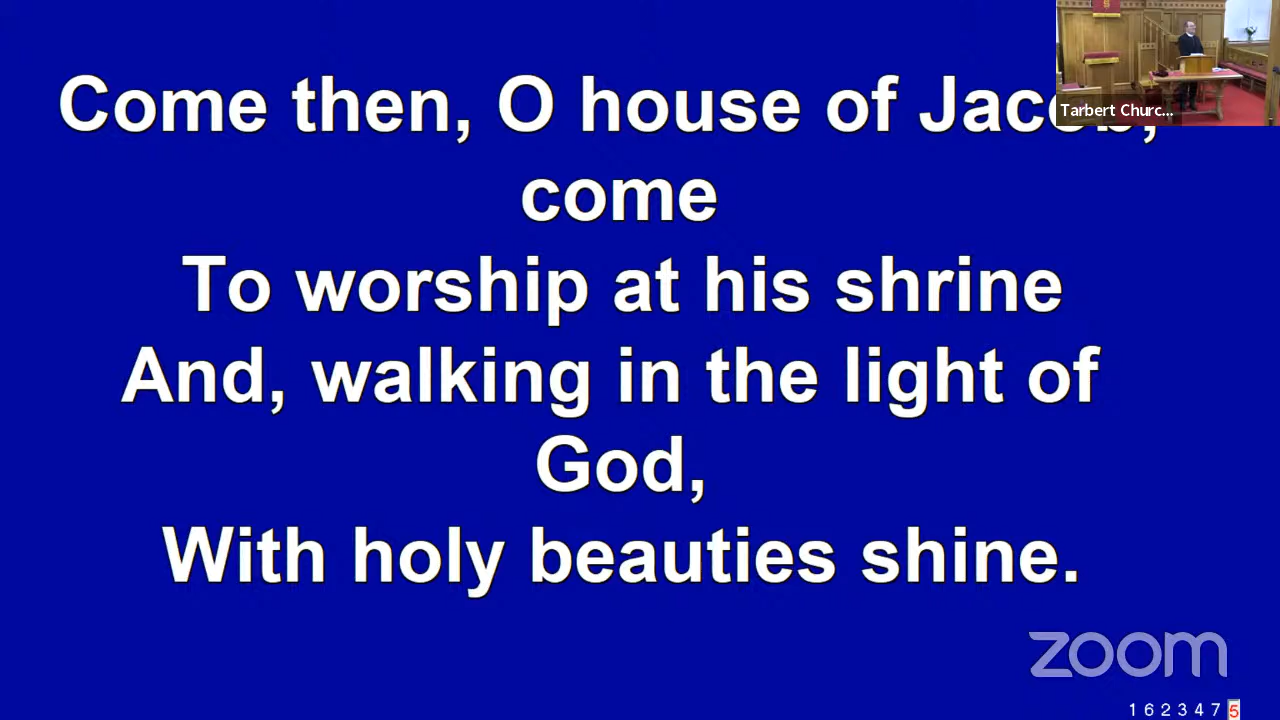 Come then, O house of Jacob,
come
To worship at his shrine
And, walking in the light of
God,
With holy beauties shine.
Tarbert Churc...
zoom
1 6 2 3 4 7 5